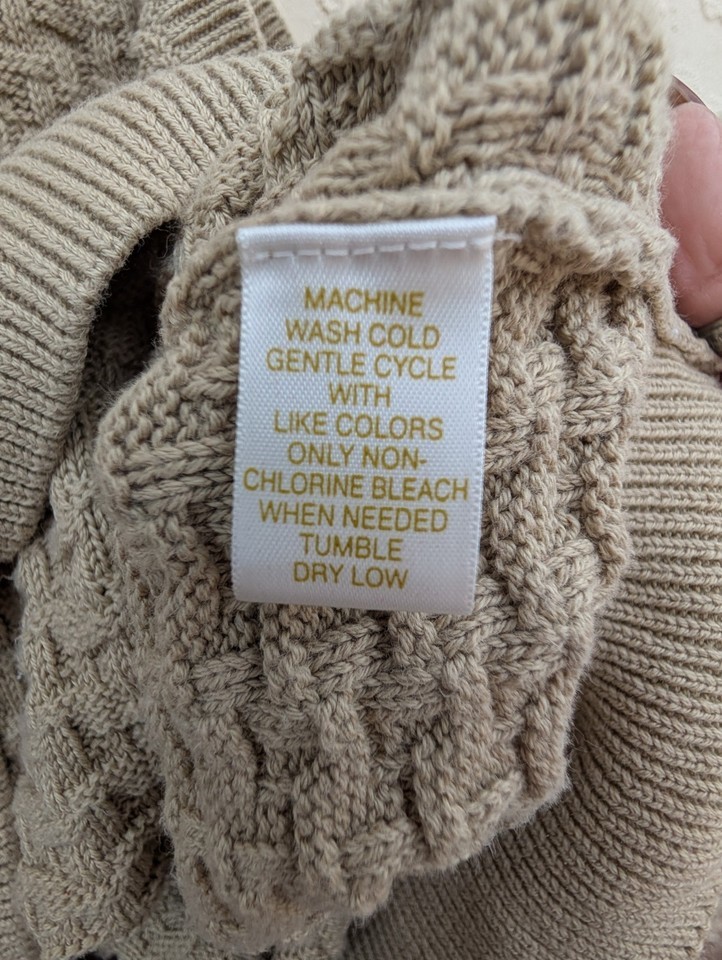 MACHINE
WASH COLD
GENTLE CYCLE
WITH
LIKE COLORS
ONLY NON-
CHLORINE BLEACH
WHEN NEEDED
TUMBLE
DRY LOW